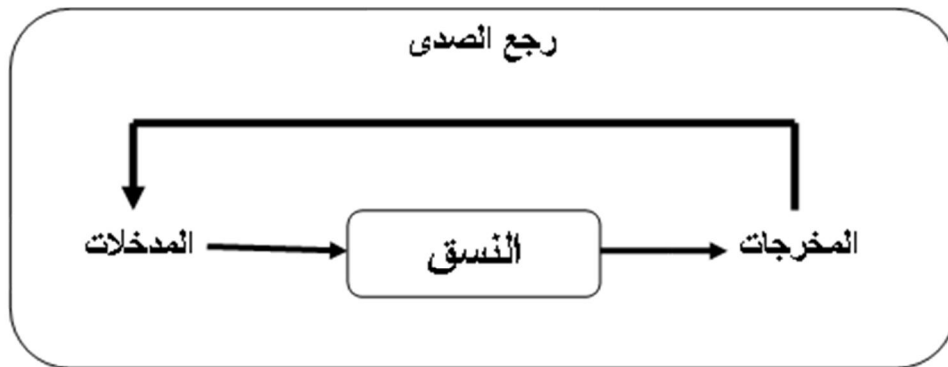 رجع الصدى
المخرجات
النسق
المدخلات